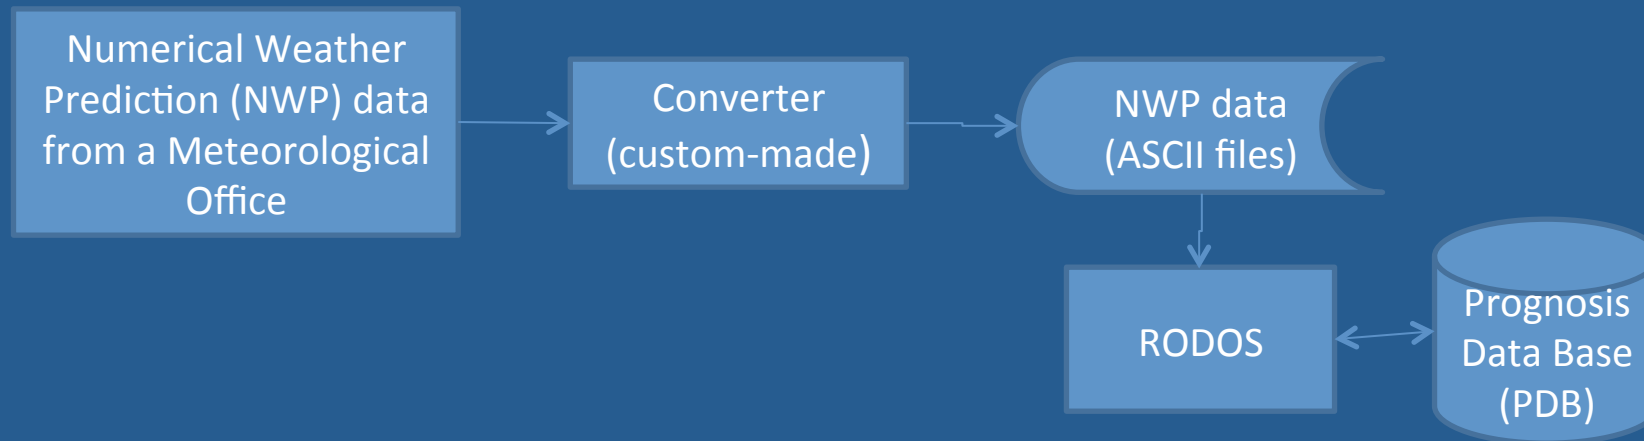 Numerical Weather
Prediction (NWP) data
from a Meteorological
Office
Converter
(custom-made)
NWP data
(ASCII files)
RODOS
Prognosis
Data Base
(PDB)